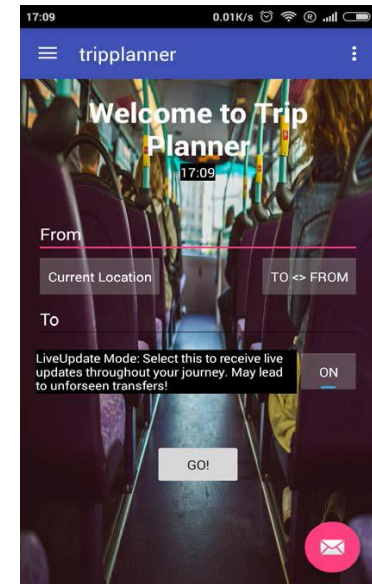 17:09 0.01K/s ®
tripplanner
Welcome to Trip
Planner
17:09
From
Current Location TO <> FROM
To
LiveUpdate Mode: Select this to receive live
updates throughout your journey. May lead
to unforseen transfers!
ON
GO!